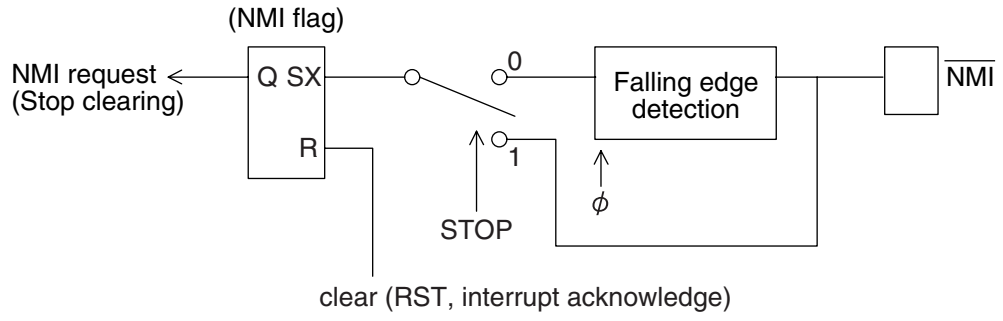 (NMI flag)
NMI request
(Stop clearing)
Q SX
R
0
1
STOP
Falling edge
detection
ϕ
NMI
clear (RST, interrupt acknowledge)